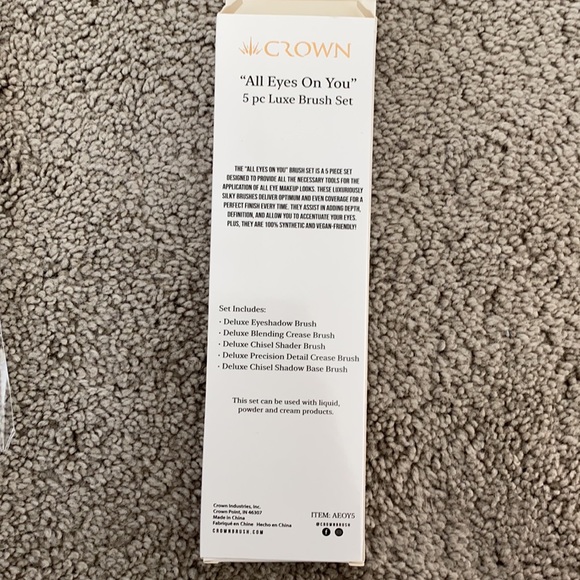 CROWN
“All Eyes On You”
5 pc Luxe Brush Set
THE "ALL EYES ON YOU" BRUSH SET IS A 5-PIECE SET
DESIGNED TO PROVIDE ALL THE NECESSARY TOOLS FOR THE
APPLICATION OF ALL EYE MAKEUP LOOKS. THESE LUXURIOUSLY
SILKY BRUSHES DELIVER OPTIMUM AND EVEN COVERAGE FOR A
PERFECT FINISH EVERY TIME. THEY ASSIST IN ADDING DEPTH,
DEFINITION, AND ALLOW YOU TO ACCENTUATE YOUR EYES.
PLUS, THEY ARE 100% SYNTHETIC AND VEGAN-FRIENDLY!
Set Includes:
· Deluxe Eyeshadow Brush
· Deluxe Blending Crease Brush
· Deluxe Chisel Shader Brush
· Deluxe Precision Detail Crease Brush
· Deluxe Chisel Shadow Base Brush
This set can be used with liquid,
powder and cream products.
Crown Industries, Inc.
Crown Point, IN 46307
Made in China
Fabriqué en Chine Hecho en China
CROWNBRUSH.COM
ITEM: AEOY5
@CROWNBRUSH